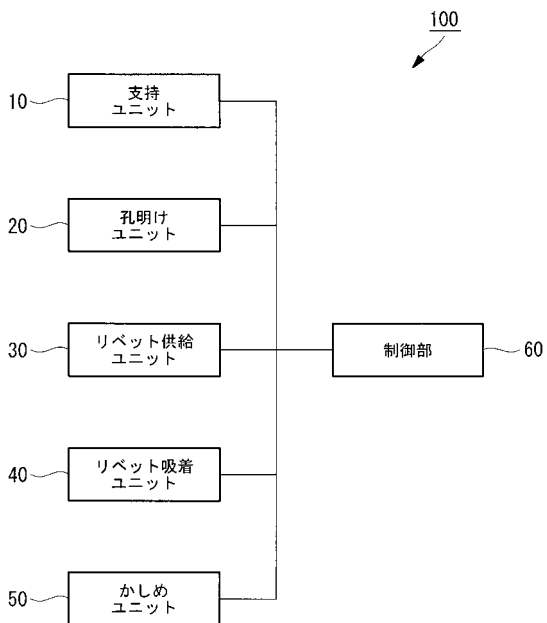 100
10
支持
ユニット
20
孔明け
ユニット
30
リベット供給
ユニット
制御部
60
40
リベット吸着
ユニット
50
かしめ
ユニット